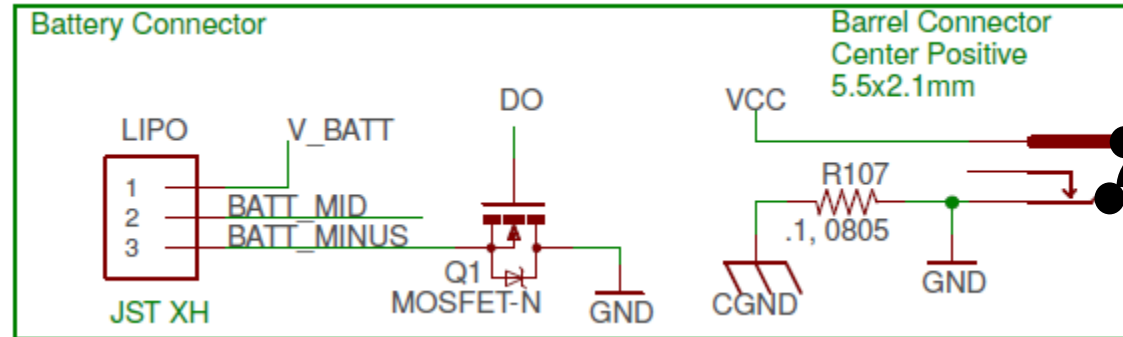 Battery Connector
Barrel Connector
Center Positive
5.5x2.1mm
DO
VCC
LIPO
V_BATT
1
2
3
BATT_MID
BATT_MINUS
R107
.1, 0805
Q1
MOSFET-N
GND
CGND
GND
JST XH